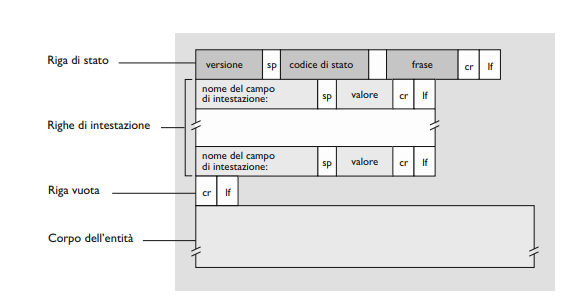 Riga di stato
versione sp codice di stato frase cr lf
nome del campo
di intestazione: sp valore cr lf
Righe di intestazione
nome del campo
di intestazione: sp valore cr lf
Riga vuota
cr lf
Corpo dell'entità